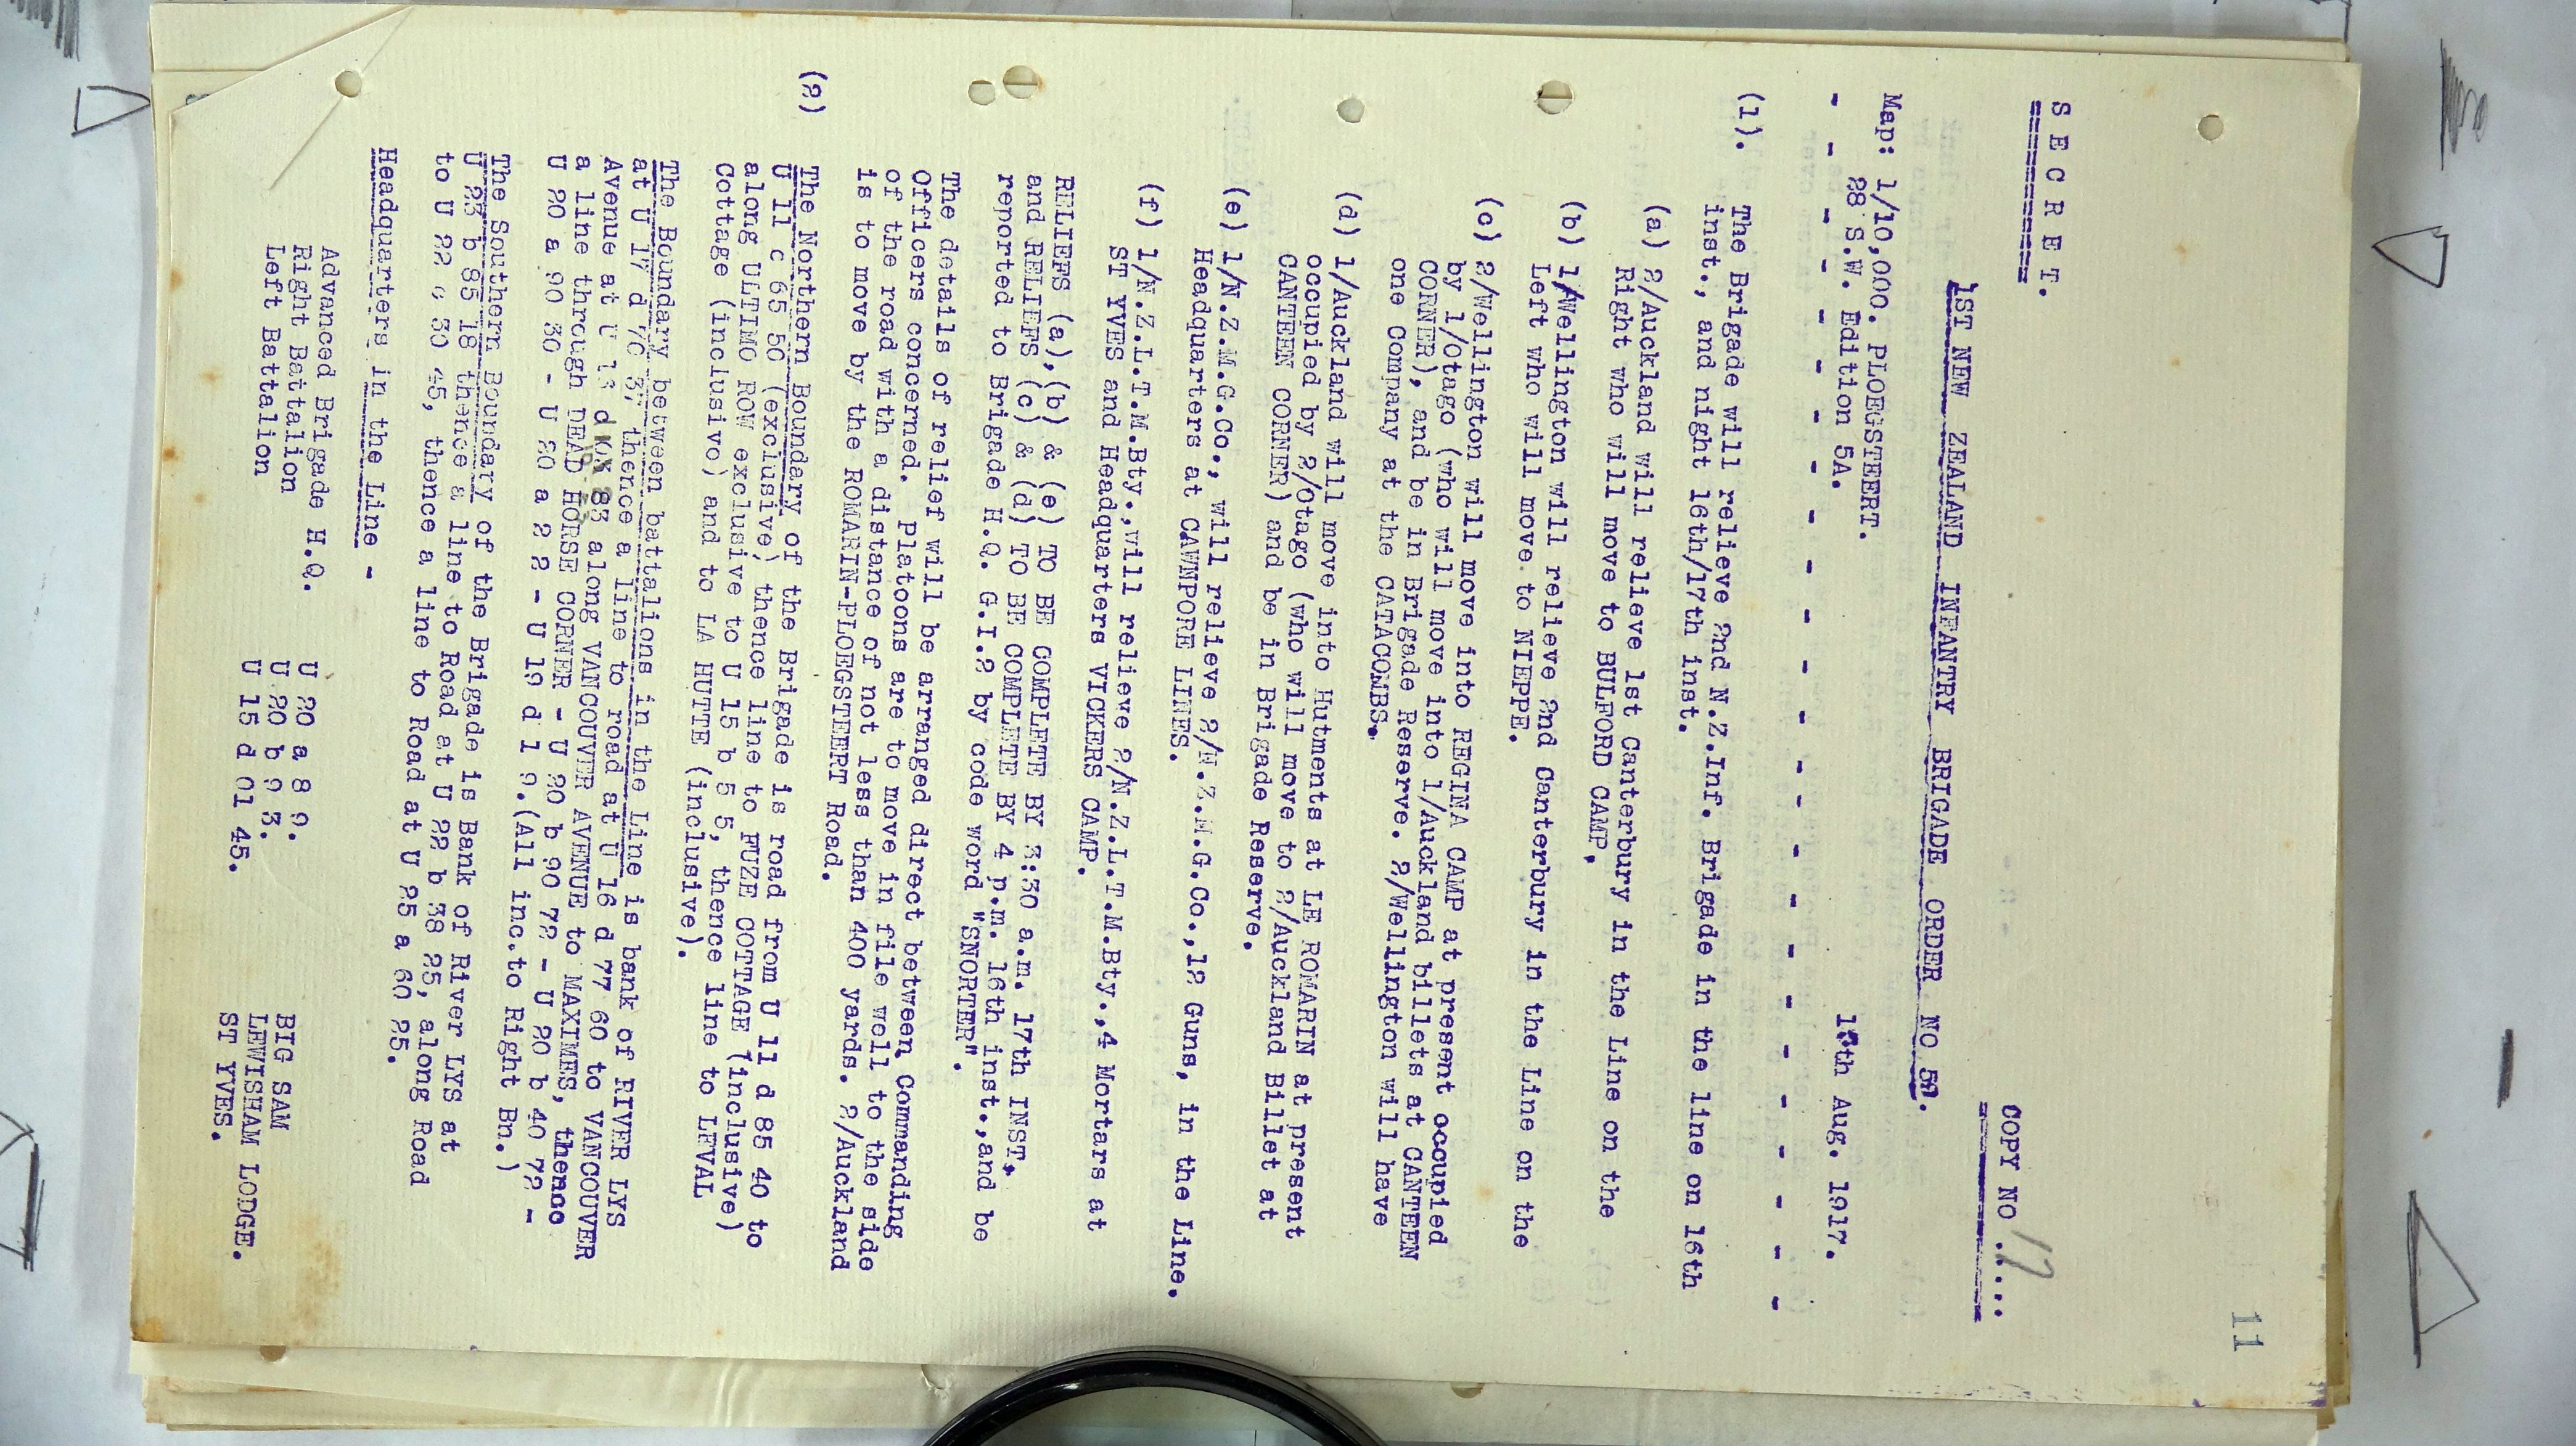 11
S E C R E T.
COPY NO ..17...
1ST NEW ZEALAND INFANTRY BRIGADE ORDER NO 50.
Map: 1/10,000. PLOEGSTEERT.
28 S.W. Edition 5A.
Aug. 1917.
(1). The Brigade will relieve 2nd N.Z.Inf. Brigade in the line on 16th
inst., and night 16th/17th inst.
(a) 2/Auckland will relieve 1st Canterbury in the Line on the
Right who will move to BULFORD CAMP.
(b) 1/Wellington will relieve 2nd Canterbury in the Line on the
Left who will move to NIEPPE.
(c) 2/Wellington will move into REGINA CAMP at present occupied
by 1/Otago (who will move into 1/Auckland billets at CANTEEN
CORNER), and be in Brigade Reserve. 2/Wellington will have
one Company at the CATACOMBS.
(d) 1/Auckland will move into Hutments at LE ROMARIN at present
occupied by 2/Otago (who will move to 2/Auckland Billet at
CANTEEN CORNER) and be in Brigade Reserve.
(e) 1/N.Z.M.G.Co., will relieve 2/N.Z.M.G.Co.,12 Guns, in the Line.
Headquarters at CAWNPORE LINES.
(f) 1/N.Z.L.T.M.Bty.,will relieve 2/N.Z.L.T.M.Bty.,4 Mortars at
ST YVES and Headquarters VICKERS CAMP.
RELIEFS (a),(b) & (e) TO BE COMPLETE BY 3:30 a.m. 17th INST.
and RELIEFS (c) & (d) TO BE COMPLETE BY 4 p.m. 16th inst.,and be
reported to Brigade H.Q. G.I.2 by code word "SNORTER".
The details of relief will be arranged direct between Commanding
Officers concerned. Platoons are to move in file well to the side
of the road with a distance of not less than 400 yards. 2/Auckland
is to move by the ROMARIN-PLOEGSTEERT Road.
(2) The Northern Boundary of the Brigade is road from U 11 d 85 40 to
U 11 c 65 50 (exclusive) thence line to FUZE COTTAGE (inclusive)
along ULTIMO ROW exclusive to U 15 b 5 5, thence line to LEVAL
Cottage (inclusive) and to LA HUTTE (inclusive).
The Boundary between battalions in the Line is bank of RIVER LYS
at U 17 d 70 37 thence a line to road at U 16 d 77 60 to VANCOUVER
Avenue at U 16 d 83 along VANCOUVER AVENUE to MAXIMES, thence
a line through DEAD HORSE CORNER - U 20 b 90 72 - U 20 b 40 72 -
U 20 a 90 30 - U 20 a 2 2 - U 19 d 1 9.(All inc.to Right Bn.)
The Southern Boundary of the Brigade is Bank of River LYS at
U 23 b 85 18 thence a line to Road at U 22 b 38 25, along Road
to U 22 c 30 45, thence a line to Road at U 25 a 60 25.
Headquarters in the Line -
Advanced Brigade H.Q. U 20 a 8 9. BIG SAM
Right Battalion U 20 b 9 3. LEWISHAM LODGE.
Left Battalion U 15 d 01 45. ST YVES.